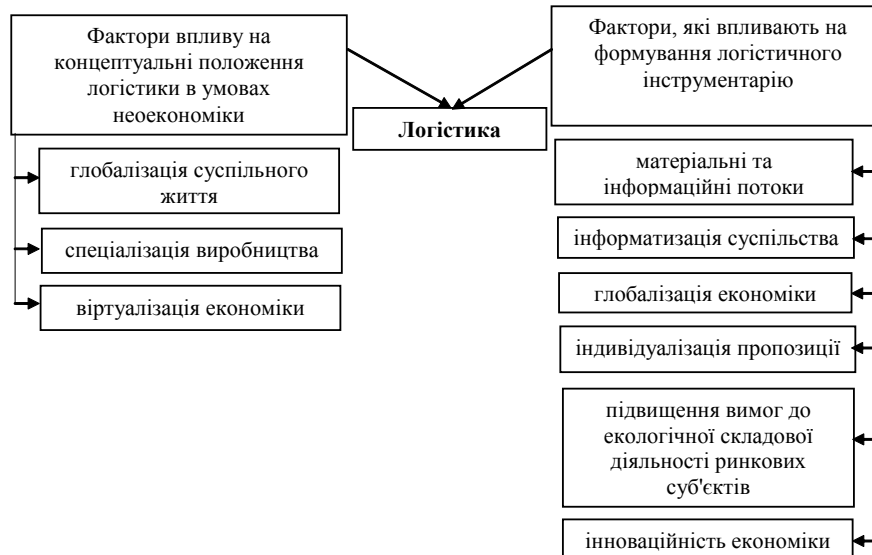 Фактори впливу на
концептуальні положення
логістики в умовах
неоекономіки
Фактори, які впливають на
формування логістичного
інструментарію
Логістика
глобалізація суспільного
життя
спеціалізація виробництва
віртуалізація економіки
матеріальні та
інформаційні потоки
інформатизація суспільства
глобалізація економіки
індивідуалізація пропозиції
підвищення вимог до
екологічної складової
діяльності ринкових
суб'єктів
інноваційність економіки